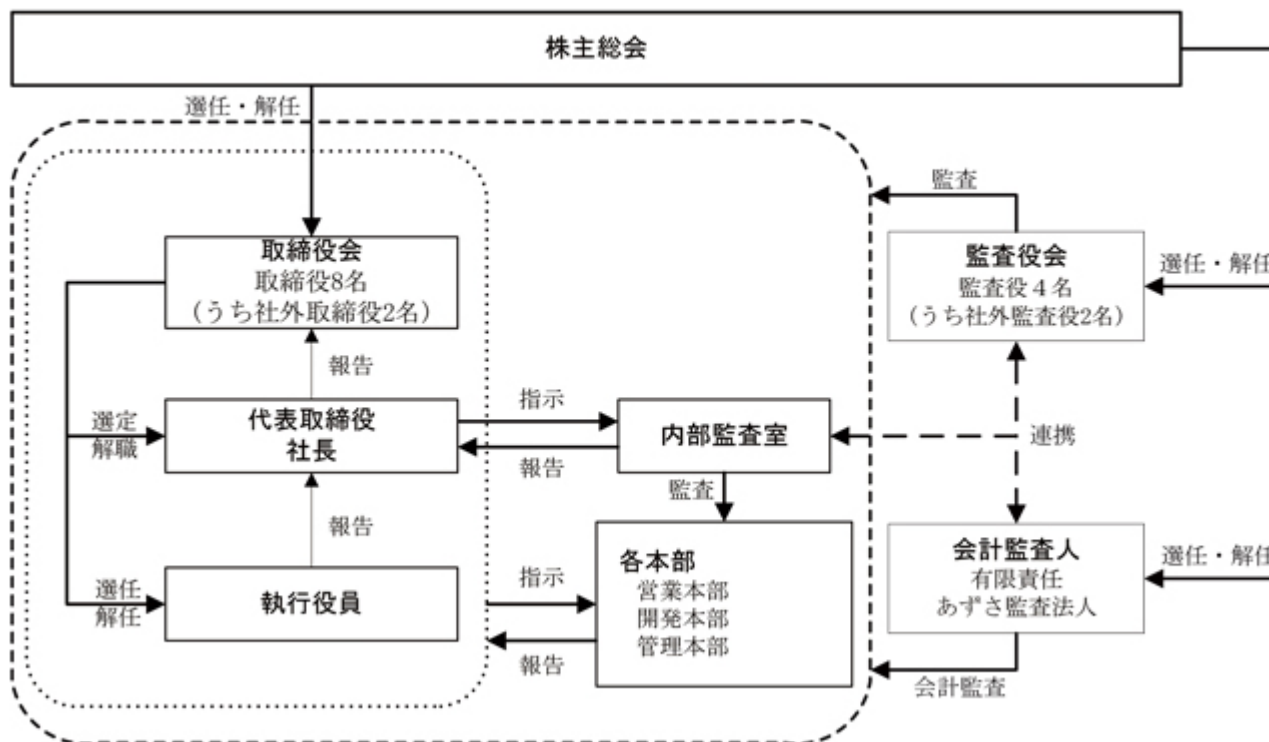 株主総会
選任・解任
監査
取締役会
取締役8名
(うち社外取締役2名)
監査役会
監査役４名
(うち社外監査役2名)
選任・解任
報告
選定
解職
代表取締役
社長
指示
報告
内部監査室
連携
監査
報告
選任
解任
執行役員
指示
報告
各本部
営業本部
開発本部
管理本部
会計監査人
有限責任
あずさ監査法人
選任・解任
会計監査